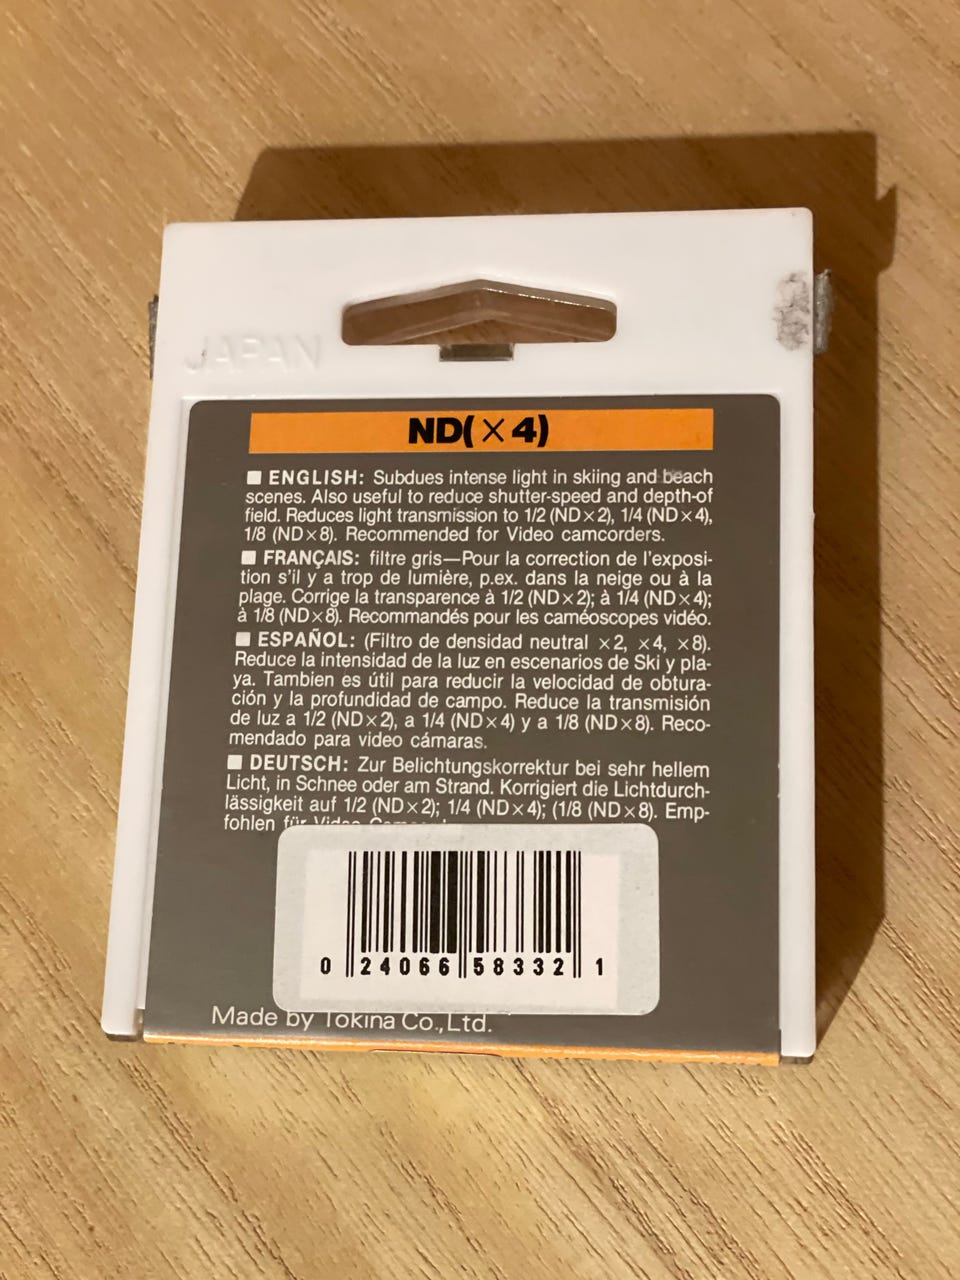 JAPAN
ND(×4)
■ ENGLISH: Subdues intense light in skiing and beach
scenes. Also useful to reduce shutter-speed and depth-of
field. Reduces light transmission to 1/2 (ND×2), 1/4 (ND×4),
1/8 (ND×8). Recommended for Video camcorders.
■ FRANÇAIS: filtre gris—Pour la correction de l'exposi-
tion s'il y a trop de lumière, p.ex. dans la neige ou à la
plage. Corrige la transparence à 1/2 (ND×2); à 1/4 (ND×4);
à 1/8 (ND×8). Recommandés pour les caméoscopes vidéo.
■ ESPAÑOL: (Filtro de densidad neutral ×2, ×4, ×8).
Reduce la intensidad de la luz en escenarios de Ski y pla-
ya. Tambien es útil para reducir la velocidad de obtura-
ción y la profundidad de campo. Reduce la transmisión
de luz a 1/2 (ND×2), a 1/4 (ND×4) y a 1/8 (ND×8). Reco-
mendado para video cámaras.
■ DEUTSCH: Zur Belichtungskorrektur bei sehr hellem
Licht, in Schnee oder am Strand. Korrigiert die Lichtdurch-
lässigkeit auf 1/2 (ND×2); 1/4 (ND×4); (1/8 (ND×8). Emp-
fohlen für Video
0 24066 58332 1
Made by Tokina Co.,Ltd.